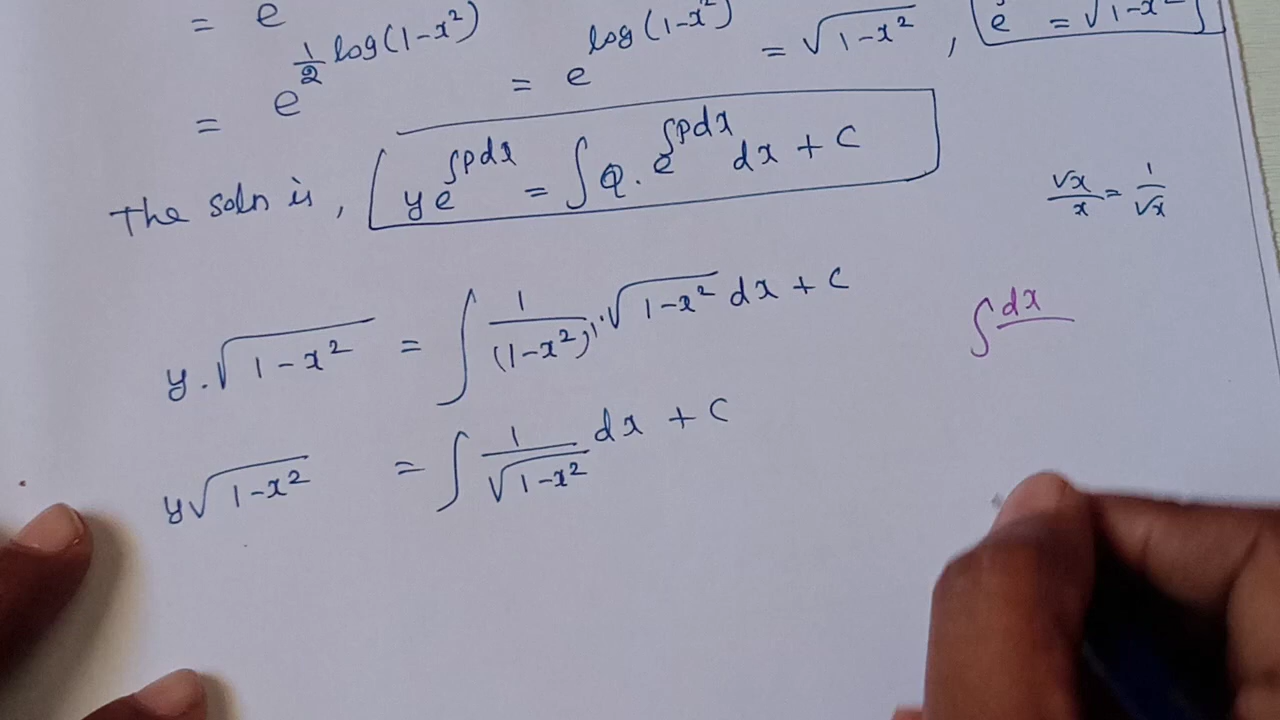 = e
= e^{1/2 log(1-x²)} = e^{log(1-x²)} = √(1-x²) , [e = √(1-x²)]
The soln is, y e^{∫Pdx} = ∫Q. e^{∫Pdx} dx + C
√x/x = 1/√x
y.√(1-x²) = ∫ 1/(1-x²)¹ . √(1-x²) dx + C
∫dx
y√(1-x²) = ∫ 1/√(1-x²) dx + C